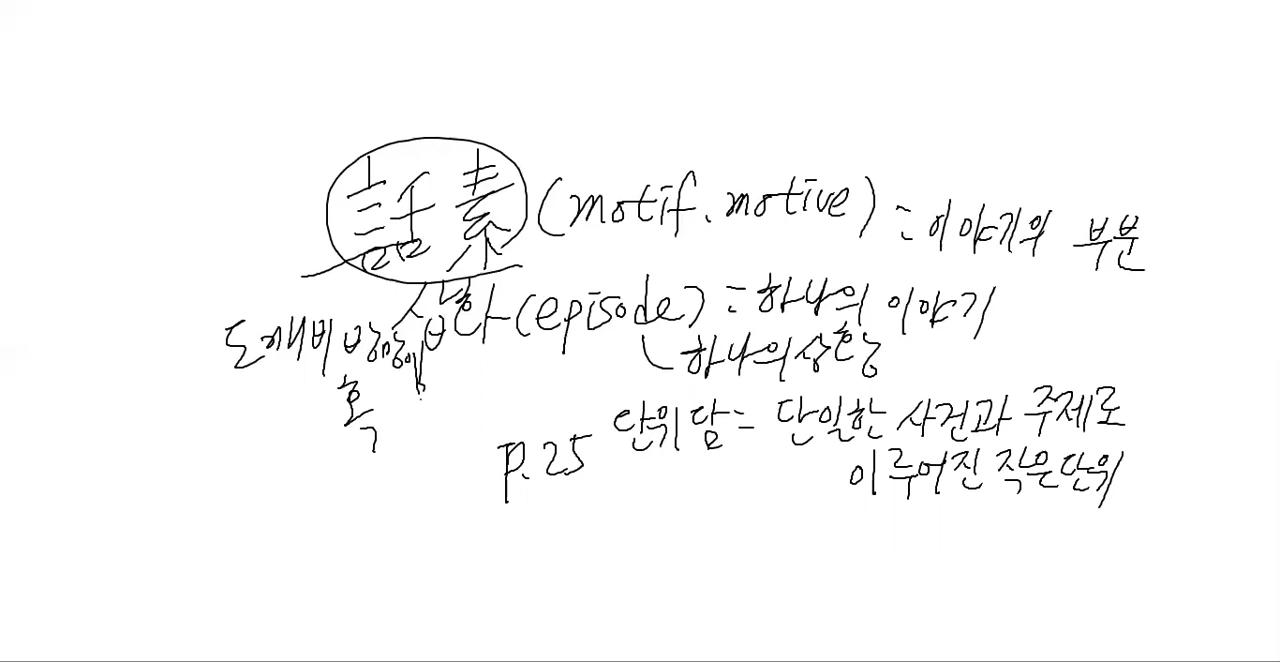 話素 (motif. motive) = 이야기의 부분
삽화 (episode) = 하나의 이야기
하나의 상황
도깨비 방망이
혹
단위담 = 단일한 사건과 주제로
이루어진 작은 단위
p.25